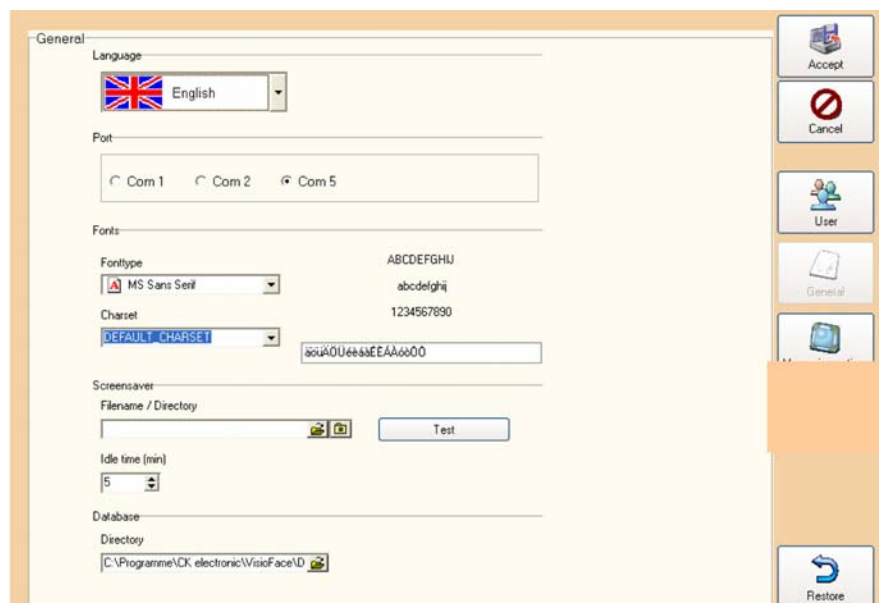 General
Language
English
Port
Com 1 Com 2 Com 5
Fonts
Fonttype
MS Sans Serif
Charset
DEFAULT_CHARSET
ABCDEFGHIJ
abcdefghij
1234567890
Screensaver
Filename / Directory
Test
Idle time (min)
5
Database
Directory
C:\Programme\CK electronic\VisioFace\D
Accept
Cancel
User
General
Restore